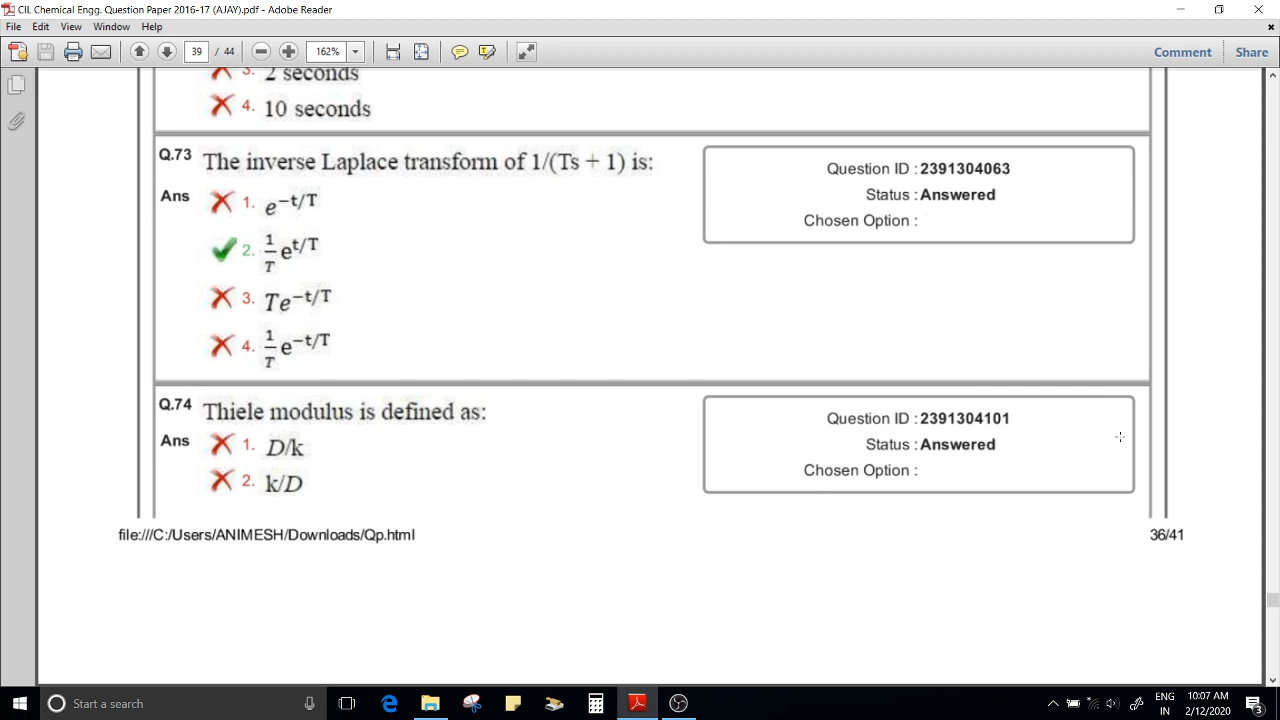 CIL Chemical Engg. Question Paper 2016-17 (AJAY).pdf - Adobe Reader
File Edit View Window Help
39 / 44 162% Comment Share
3. 2 seconds
4. 10 seconds
Q.73 The inverse Laplace transform of 1/(Ts + 1) is:
Question ID : 2391304063
Status : Answered
Chosen Option :
Ans 1. e^{-t/T}
2. \frac{1}{T} e^{t/T}
3. Te^{-t/T}
4. \frac{1}{T} e^{-t/T}
Q.74 Thiele modulus is defined as:
Question ID : 2391304101
Status : Answered
Chosen Option :
Ans 1. D/k
2. k/D
file:///C:/Users/ANIMESH/Downloads/Qp.html 36/41
Start a search
ENG 10:07 AM
IN 2/12/2020 3